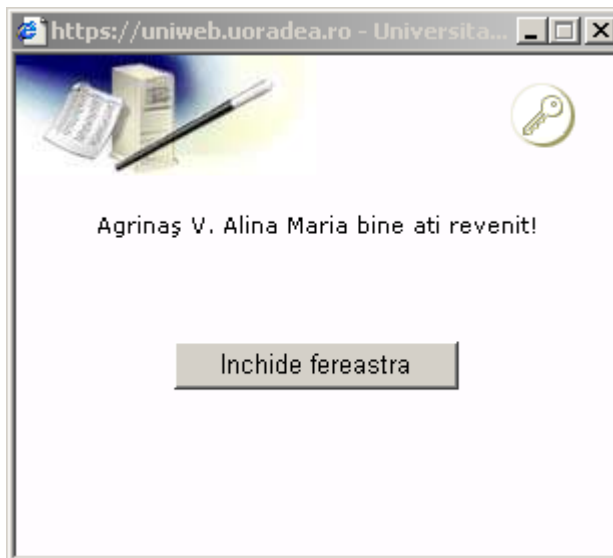 https://uniweb.uoradea.ro - Universita...
Agrinaş V. Alina Maria bine ati revenit!
Inchide fereastra